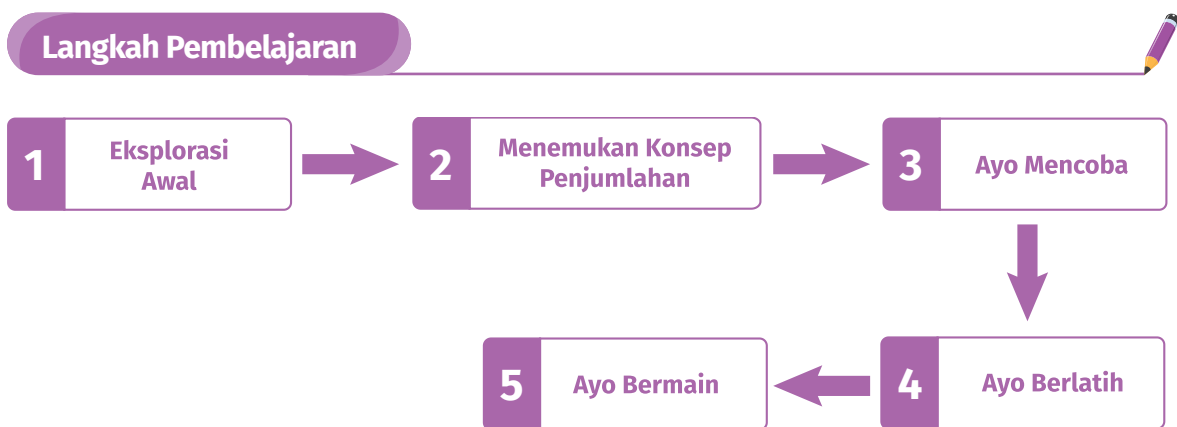 Langkah Pembelajaran
1
Eksplorasi
Awal
2
Menemukan Konsep
Penjumlahan
3
Ayo Mencoba
4
Ayo Berlatih
5
Ayo Bermain